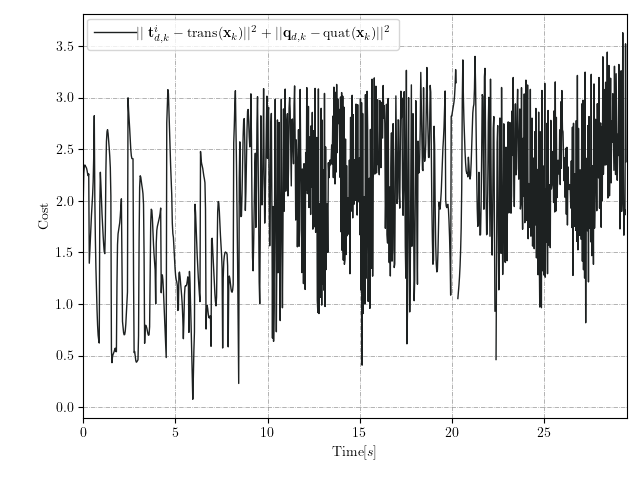 || t^i_{d,k} − trans(x_k)||^2 + ||q_{d,k} − quat(x_k)||^2
3.5
3.0
2.5
2.0
1.5
1.0
0.5
0.0
Cost
0 5 10 15 20 25
Time[s]